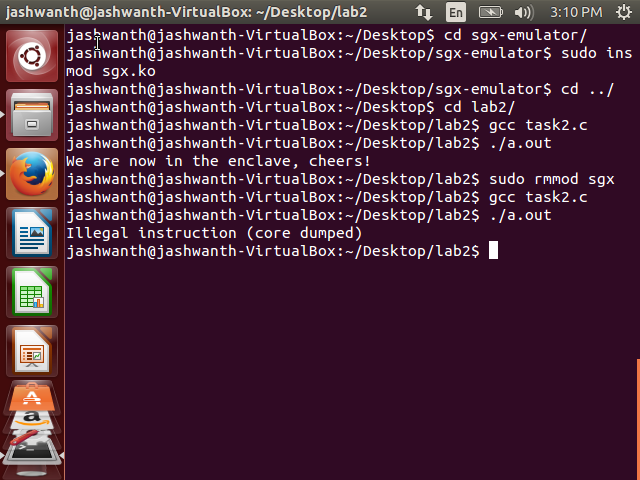 jashwanth@jashwanth-VirtualBox: ~/Desktop/lab2 En 3:10 PM
jashwanth@jashwanth-VirtualBox:~/Desktop$ cd sgx-emulator/
jashwanth@jashwanth-VirtualBox:~/Desktop/sgx-emulator$ sudo ins
mod sgx.ko
jashwanth@jashwanth-VirtualBox:~/Desktop/sgx-emulator$ cd ../
jashwanth@jashwanth-VirtualBox:~/Desktop$ cd lab2/
jashwanth@jashwanth-VirtualBox:~/Desktop/lab2$ gcc task2.c
jashwanth@jashwanth-VirtualBox:~/Desktop/lab2$ ./a.out
We are now in the enclave, cheers!
jashwanth@jashwanth-VirtualBox:~/Desktop/lab2$ sudo rmmod sgx
jashwanth@jashwanth-VirtualBox:~/Desktop/lab2$ gcc task2.c
jashwanth@jashwanth-VirtualBox:~/Desktop/lab2$ ./a.out
Illegal instruction (core dumped)
jashwanth@jashwanth-VirtualBox:~/Desktop/lab2$